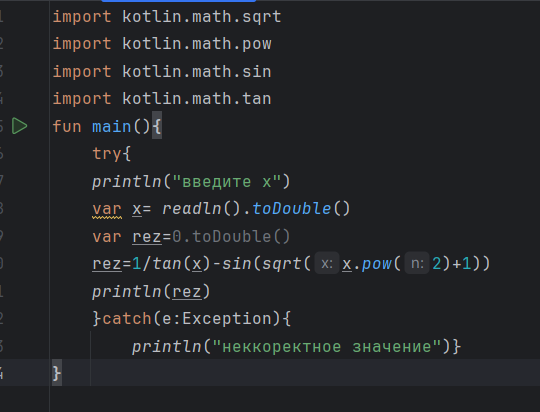 import kotlin.math.sqrt
import kotlin.math.pow
import kotlin.math.sin
import kotlin.math.tan
fun main(){
try{
println("введите x")
var x= readln().toDouble()
var rez=0.toDouble()
rez=1/tan(x)-sin(sqrt( x: x.pow( n: 2)+1))
println(rez)
}catch(e:Exception){
println("неккоректное значение")}
}